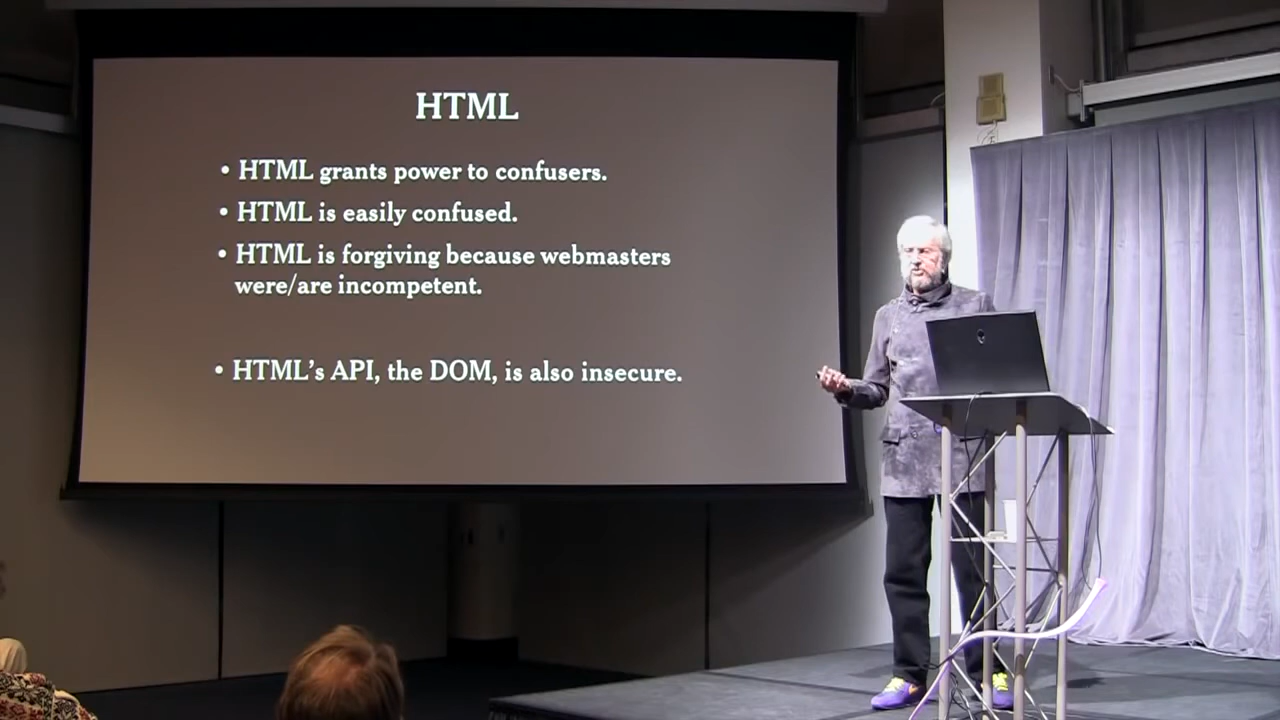 HTML
• HTML grants power to confusers.
• HTML is easily confused.
• HTML is forgiving because webmasters
were/are incompetent.
• HTML’s API, the DOM, is also insecure.